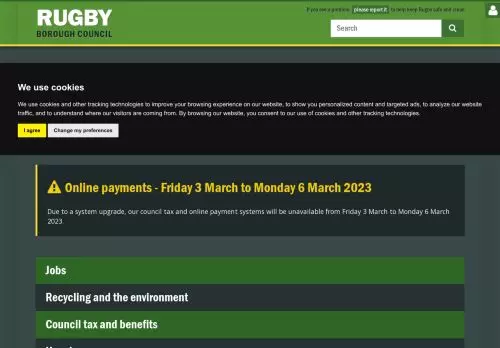 RUGBY
BOROUGH COUNCIL
If you see a problem, please report it to help keep Rugby safe and clean
Search
We use cookies
We use cookies and other tracking technologies to improve your browsing experience on our website, to show you personalized content and targeted ads, to analyze our website
traffic, and to understand where our visitors are coming from. By browsing our website, you consent to our use of cookies and other tracking technologies.
I agree
Change my preferences
Online payments - Friday 3 March to Monday 6 March 2023
Due to a system upgrade, our council tax and online payment systems will be unavailable from Friday 3 March to Monday 6 March
2023.
Jobs
Recycling and the environment
Council tax and benefits